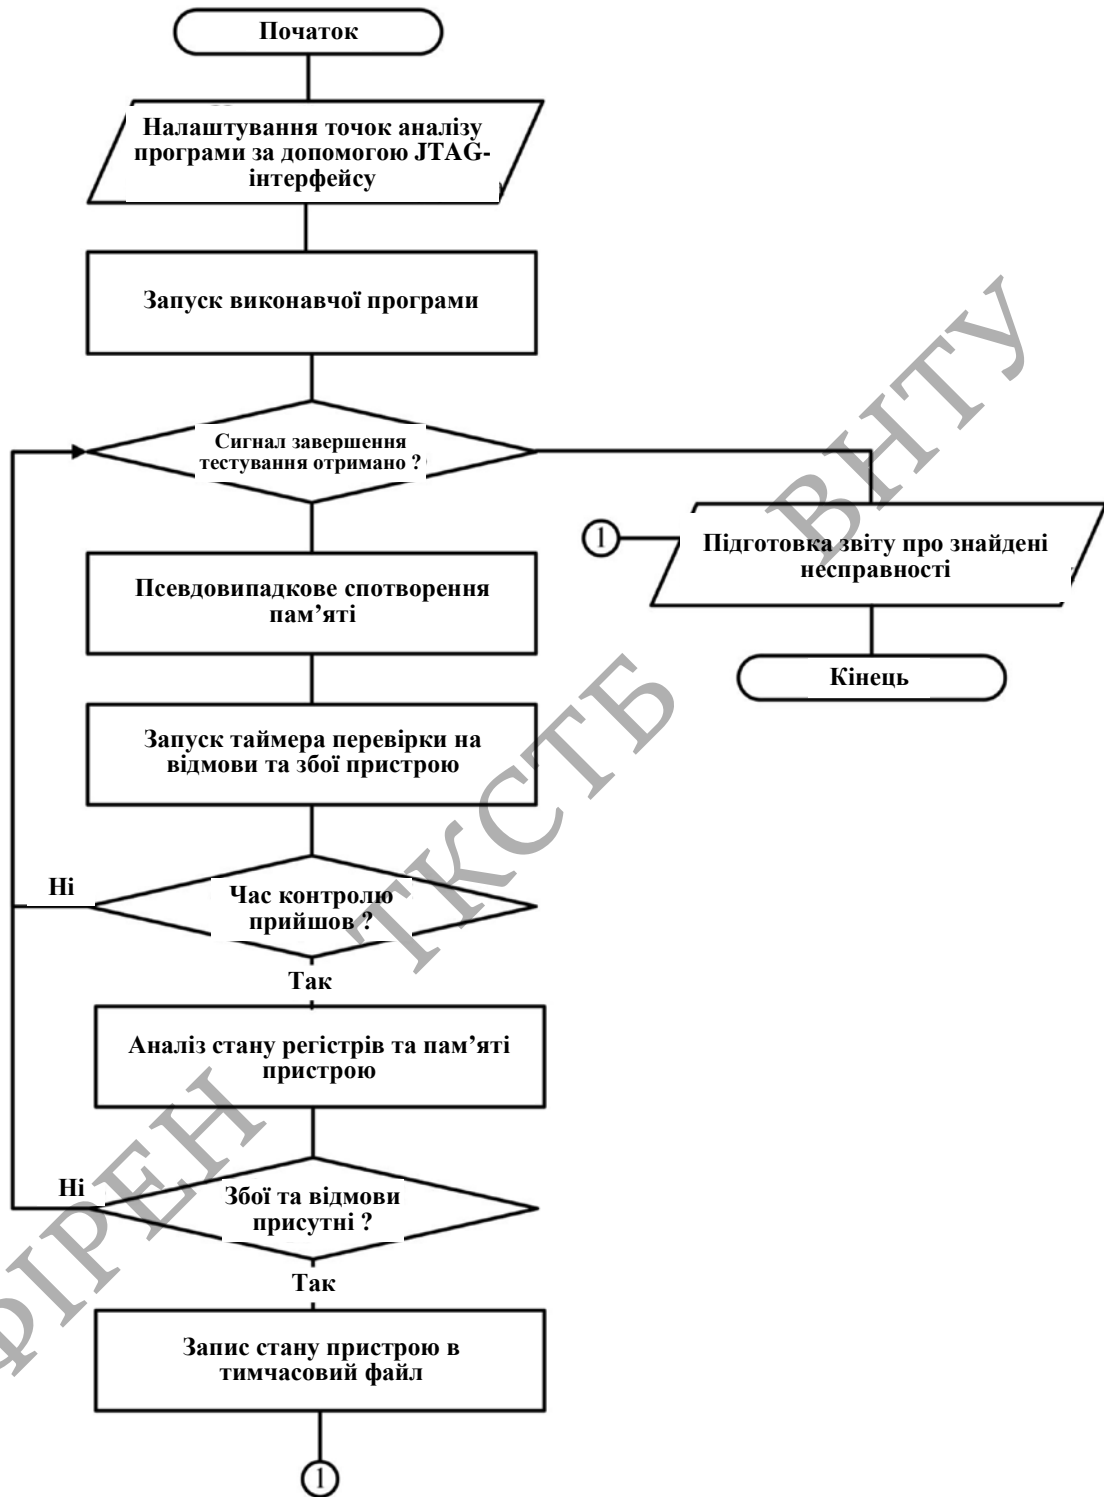 Початок
Налаштування точок аналізу
програми за допомогою JTAG-
інтерфейсу
Запуск виконавчої програми
Сигнал завершення
тестування отримано ?
Псевдовипадкове спотворення
пам’яті
Запуск таймера перевірки на
відмови та збої пристрою
Ні
Час контролю
прийшов ?
Так
Аналіз стану регістрів та пам’яті
пристрою
Ні
Збої та відмови
присутні ?
Так
Запис стану пристрою в
тимчасовий файл
1
1
Підготовка звіту про знайдені
несправності
Кінець
ФІРЕН ТКСТБ ВНТУ